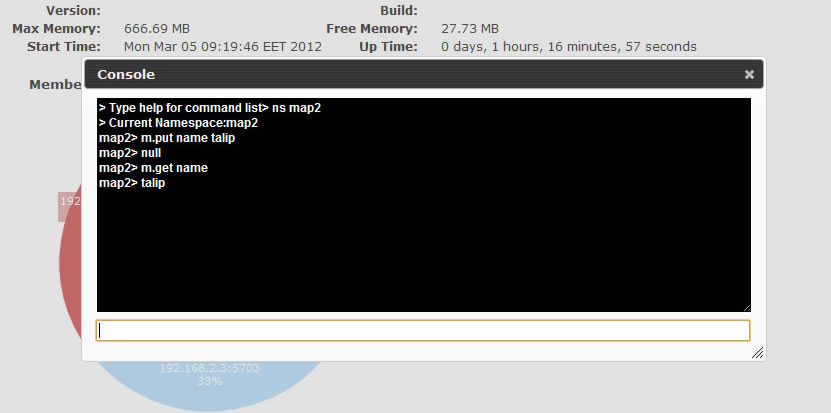 Version: Build:
Max Memory: 666.69 MB Free Memory: 27.73 MB
Start Time: Mon Mar 05 09:19:46 EET 2012 Up Time: 0 days, 1 hours, 16 minutes, 57 seconds
Console
Membe
> Type help for command list> ns map2
> Current Namespace:map2
map2> m.put name talip
map2> null
map2> m.get name
map2> talip
192
192.168.2.3:5703
33%